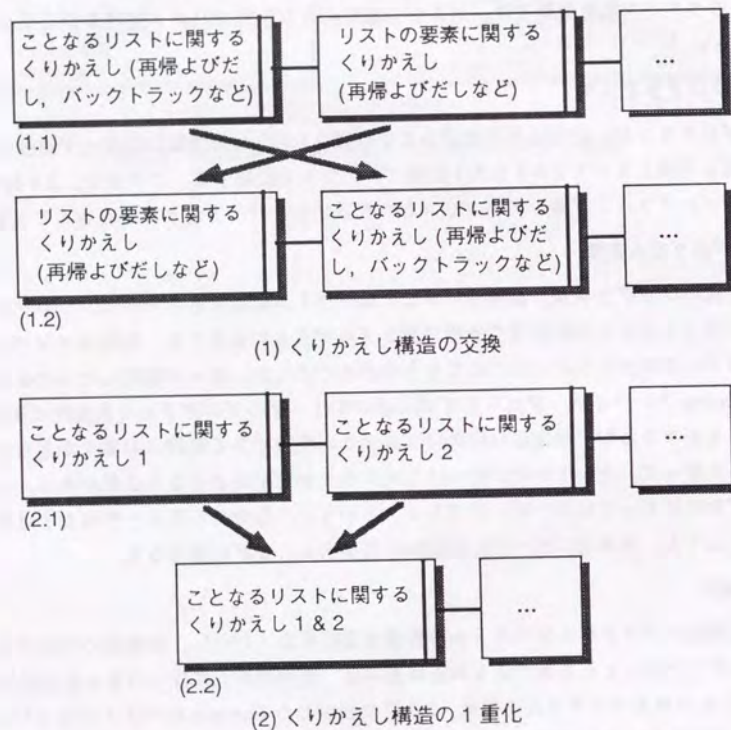 ことなるリストに関する
くりかえし (再帰よびだ
し，バックトラックなど)
リストの要素に関する
くりかえし
(再帰よびだしなど)
…
(1.1)
リストの要素に関する
くりかえし
(再帰よびだしなど)
ことなるリストに関する
くりかえし (再帰よびだ
し，バックトラックなど)
…
(1.2)
(1) くりかえし構造の交換
ことなるリストに関する
くりかえし 1
ことなるリストに関する
くりかえし 2
…
(2.1)
ことなるリストに関する
くりかえし 1 & 2
…
(2.2)
(2) くりかえし構造の 1 重化